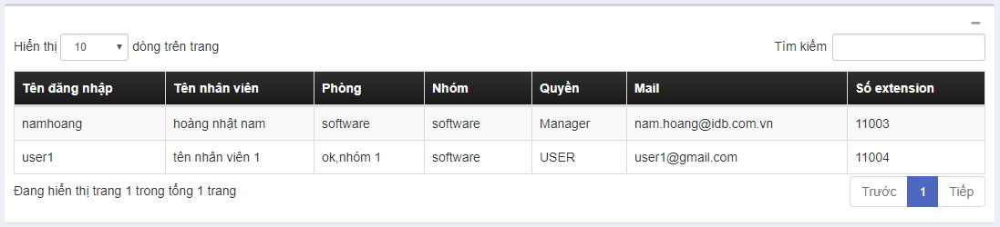 Hiển thị 10 dòng trên trang Tìm kiếm
Tên đăng nhập Tên nhân viên Phòng Nhóm Quyền Mail Số extension
namhoang hoàng nhật nam software software Manager nam.hoang@idb.com.vn 11003
user1 tên nhân viên 1 ok,nhóm 1 software USER user1@gmail.com 11004
Đang hiển thị trang 1 trong tổng 1 trang Trước 1 Tiếp